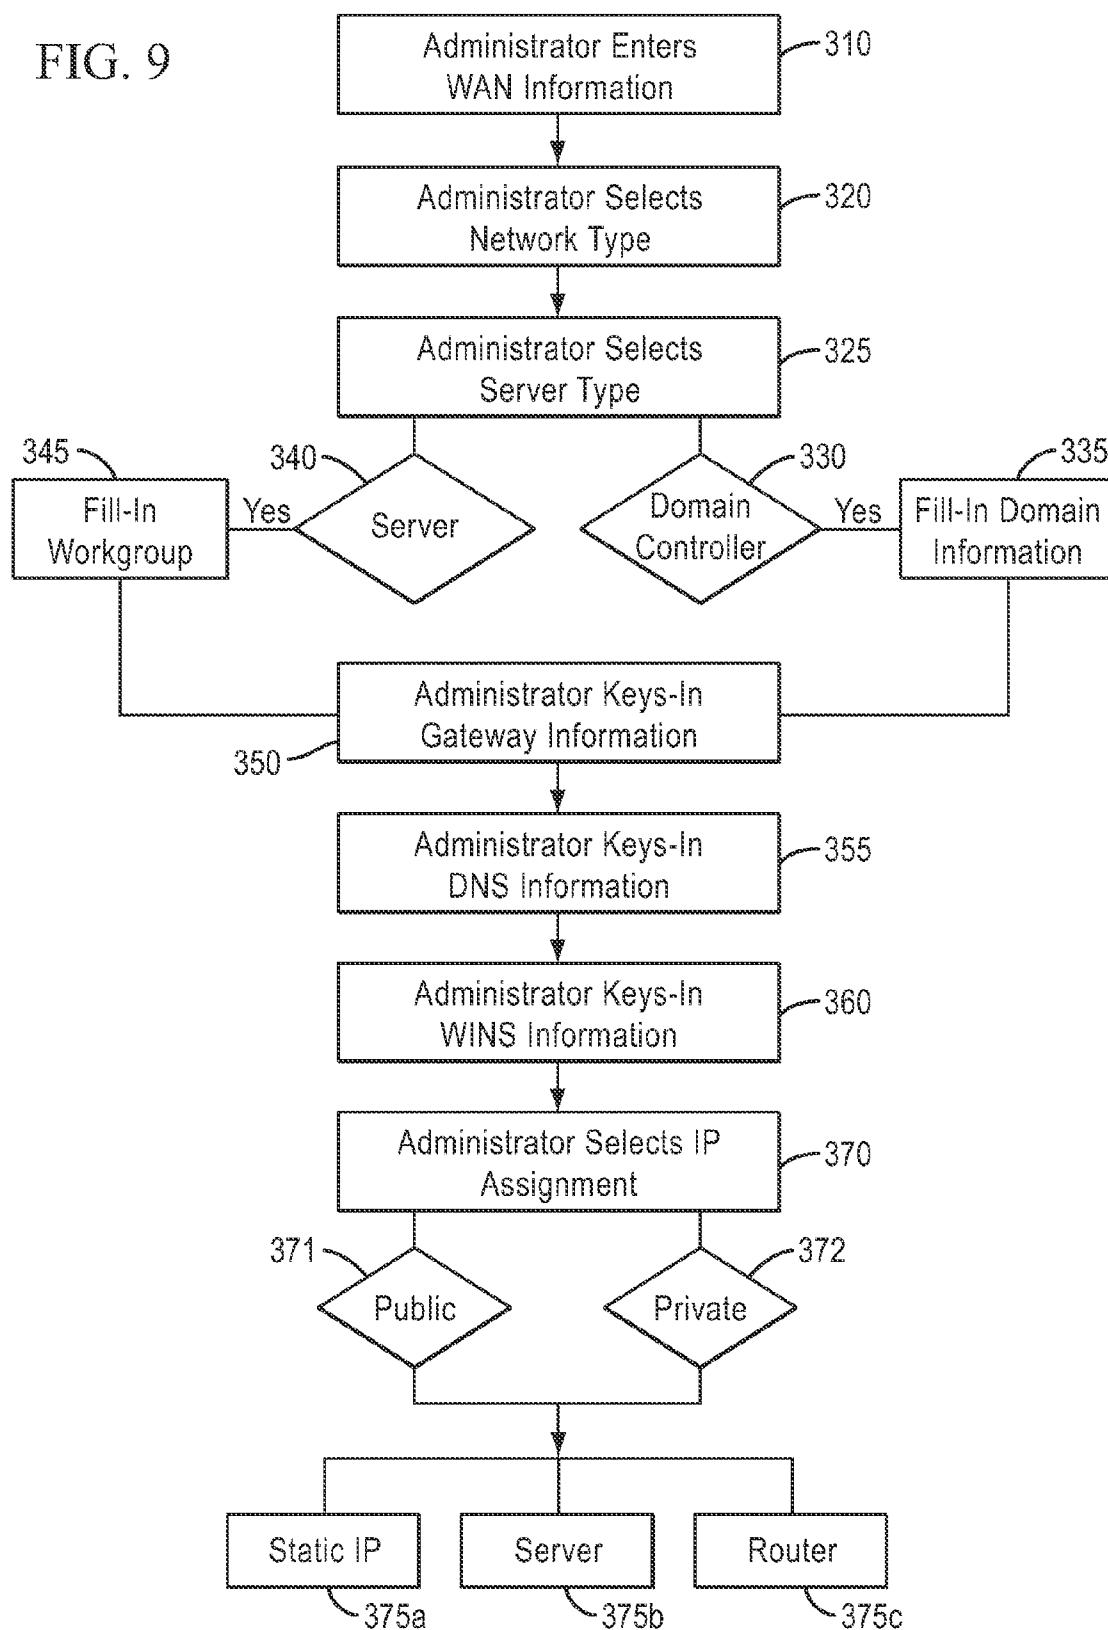 FIG. 9
Administrator Enters
WAN Information
310
Administrator Selects
Network Type
320
Administrator Selects
Server Type
325
345
340
330
335
Fill-In
Workgroup
Yes
Server
Domain
Controller
Yes
Fill-In Domain
Information
Administrator Keys-In
Gateway Information
350
Administrator Keys-In
DNS Information
355
Administrator Keys-In
WINS Information
360
Administrator Selects IP
Assignment
370
371
372
Public
Private
Static IP
Server
Router
375a
375b
375c